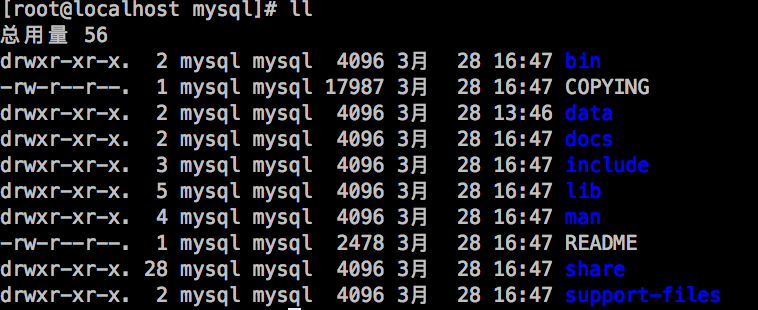 [root@localhost mysql]# ll
总用量 56
drwxr-xr-x.  2 mysql mysql  4096 3月  28 16:47 bin
-rw-r--r--.  1 mysql mysql 17987 3月  28 16:47 COPYING
drwxr-xr-x.  2 mysql mysql  4096 3月  28 13:46 data
drwxr-xr-x.  2 mysql mysql  4096 3月  28 16:47 docs
drwxr-xr-x.  3 mysql mysql  4096 3月  28 16:47 include
drwxr-xr-x.  5 mysql mysql  4096 3月  28 16:47 lib
drwxr-xr-x.  4 mysql mysql  4096 3月  28 16:47 man
-rw-r--r--.  1 mysql mysql  2478 3月  28 16:47 README
drwxr-xr-x. 28 mysql mysql  4096 3月  28 16:47 share
drwxr-xr-x.  2 mysql mysql  4096 3月  28 16:47 support-files